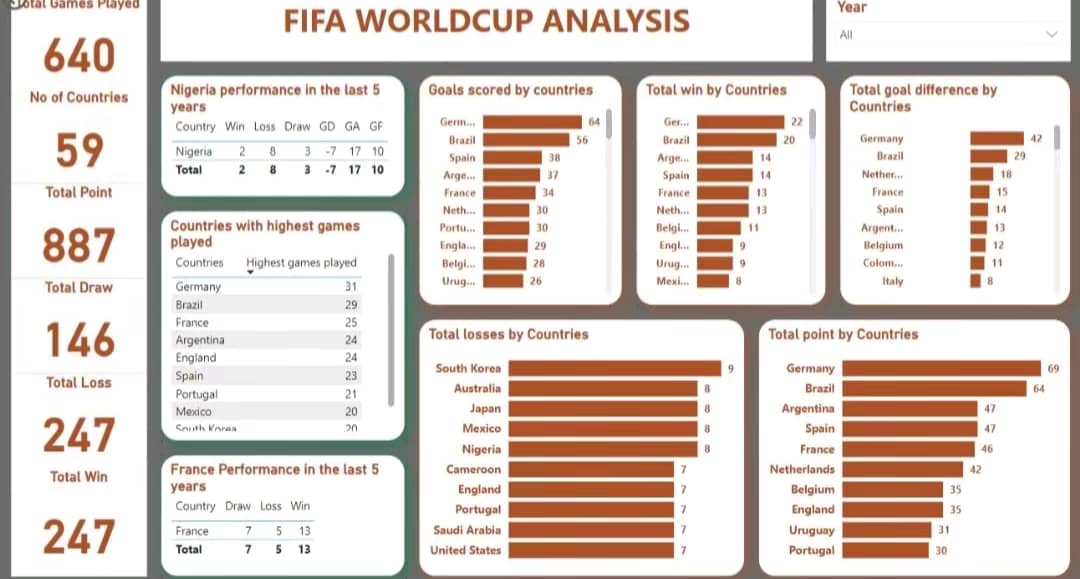 Total Games Played
640
No of Countries
59
Total Point
887
Total Draw
146
Total Loss
247
Total Win
247
FIFA WORLDCUP ANALYSIS
Year
All
Nigeria performance in the last 5
years
Country Win Loss Draw GD GA GF
Nigeria 2 8 3 -7 17 10
Total 2 8 3 -7 17 10
Countries with highest games
played
Countries Highest games played
Germany 31
Brazil 29
France 25
Argentina 24
England 24
Spain 23
Portugal 21
Mexico 20
South Korea 20
France Performance in the last 5
years
Country Draw Loss Win
France 7 5 13
Total 7 5 13
Goals scored by countries
Germ... 64
Brazil 56
Spain 38
Arge... 37
France 34
Neth... 30
Portu... 30
Engla... 29
Belgi... 28
Urug... 26
Total win by Countries
Ger... 22
Brazil 20
Arge... 14
Spain 14
France 13
Neth... 13
Belgi... 11
Engl... 9
Urug... 9
Mexi... 8
Total goal difference by
Countries
Germany 42
Brazil 29
Nether... 18
France 15
Spain 14
Argent... 13
Belgium 12
Colom... 11
Italy 8
Total losses by Countries
South Korea 9
Australia 8
Japan 8
Mexico 8
Nigeria 8
Cameroon 7
England 7
Portugal 7
Saudi Arabia 7
United States 7
Total point by Countries
Germany 69
Brazil 64
Argentina 47
Spain 47
France 46
Netherlands 42
Belgium 35
England 35
Uruguay 31
Portugal 30